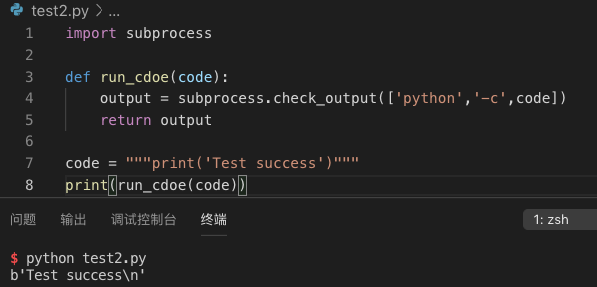 test2.py > ...
1 import subprocess
2
3 def run_cdoe(code):
4 output = subprocess.check_output(['python','-c',code])
5 return output
6
7 code = """print('Test success')"""
8 print(run_cdoe(code))
问题 输出 调试控制台 终端 1: zsh
$ python test2.py
b'Test success\n'